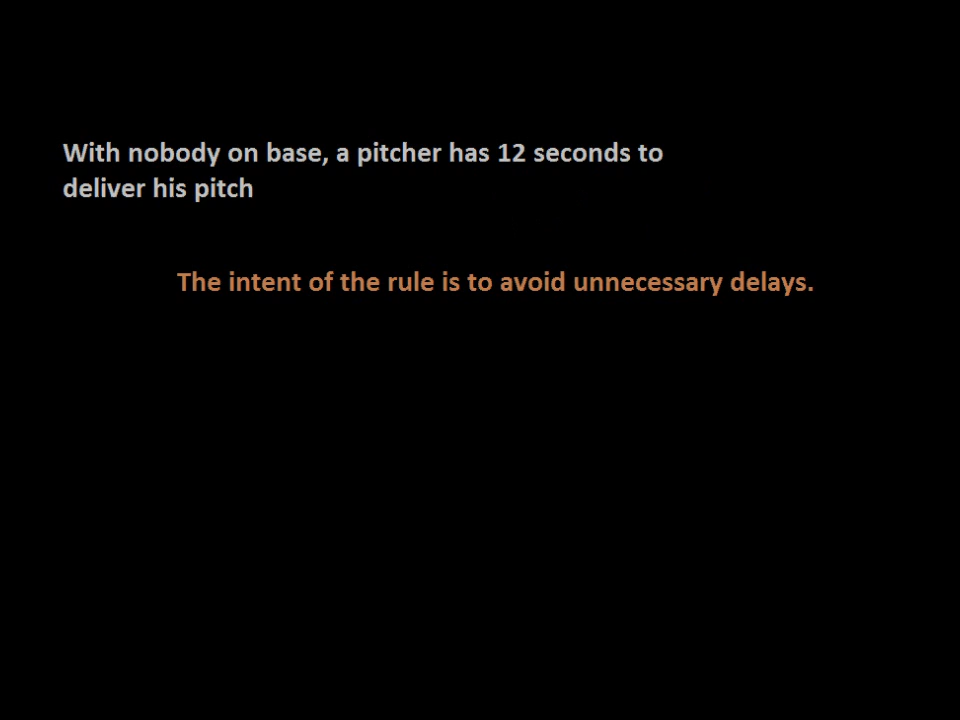 With nobody on base, a pitcher has 12 seconds to
deliver his pitch
The intent of the rule is to avoid unnecessary delays.